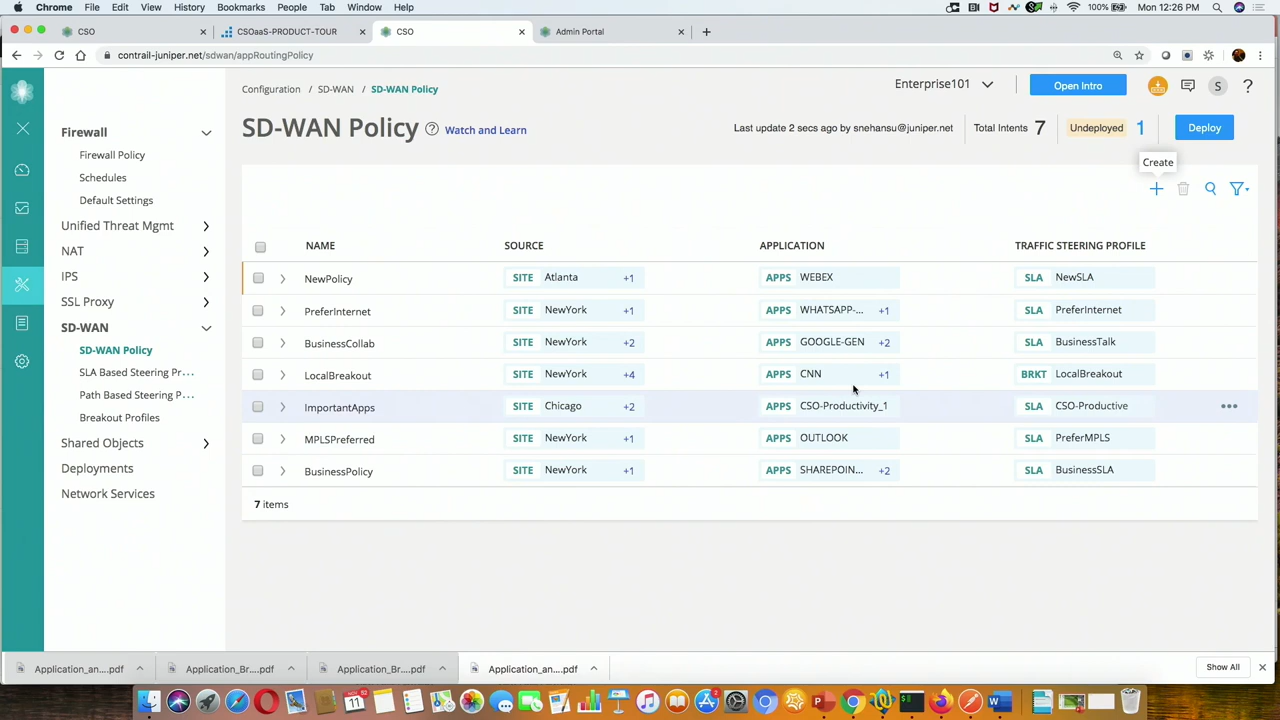 Chrome File Edit View History Bookmarks People Tab Window Help 100% Mon 12:26 PM
CSO CSOaaS-PRODUCT-TOUR CSO Admin Portal
contrail-juniper.net/sdwan/appRoutingPolicy
Configuration / SD-WAN / SD-WAN Policy
Enterprise101 Open Intro S ?
SD-WAN Policy ? Watch and Learn
Last update 2 secs ago by snehansu@juniper.net Total Intents 7 Undeployed 1 Deploy
Create
Firewall
Firewall Policy
Schedules
Default Settings
Unified Threat Mgmt
NAT
IPS
SSL Proxy
SD-WAN
SD-WAN Policy
SLA Based Steering Pr...
Path Based Steering P...
Breakout Profiles
Shared Objects
Deployments
Network Services
NAME SOURCE APPLICATION TRAFFIC STEERING PROFILE
NewPolicy SITE Atlanta +1 APPS WEBEX SLA NewSLA
PreferInternet SITE NewYork +1 APPS WHATSAPP-... +1 SLA PreferInternet
BusinessCollab SITE NewYork +2 APPS GOOGLE-GEN +2 SLA BusinessTalk
LocalBreakout SITE NewYork +4 APPS CNN +1 BRKT LocalBreakout
ImportantApps SITE Chicago +2 APPS CSO-Productivity_1 SLA CSO-Productive
MPLSPreferred SITE NewYork +1 APPS OUTLOOK SLA PreferMPLS
BusinessPolicy SITE NewYork +1 APPS SHAREPOIN... +2 SLA BusinessSLA
7 items
Application_an....pdf Application_Br....pdf Application_Br....pdf Application_an....pdf Show All